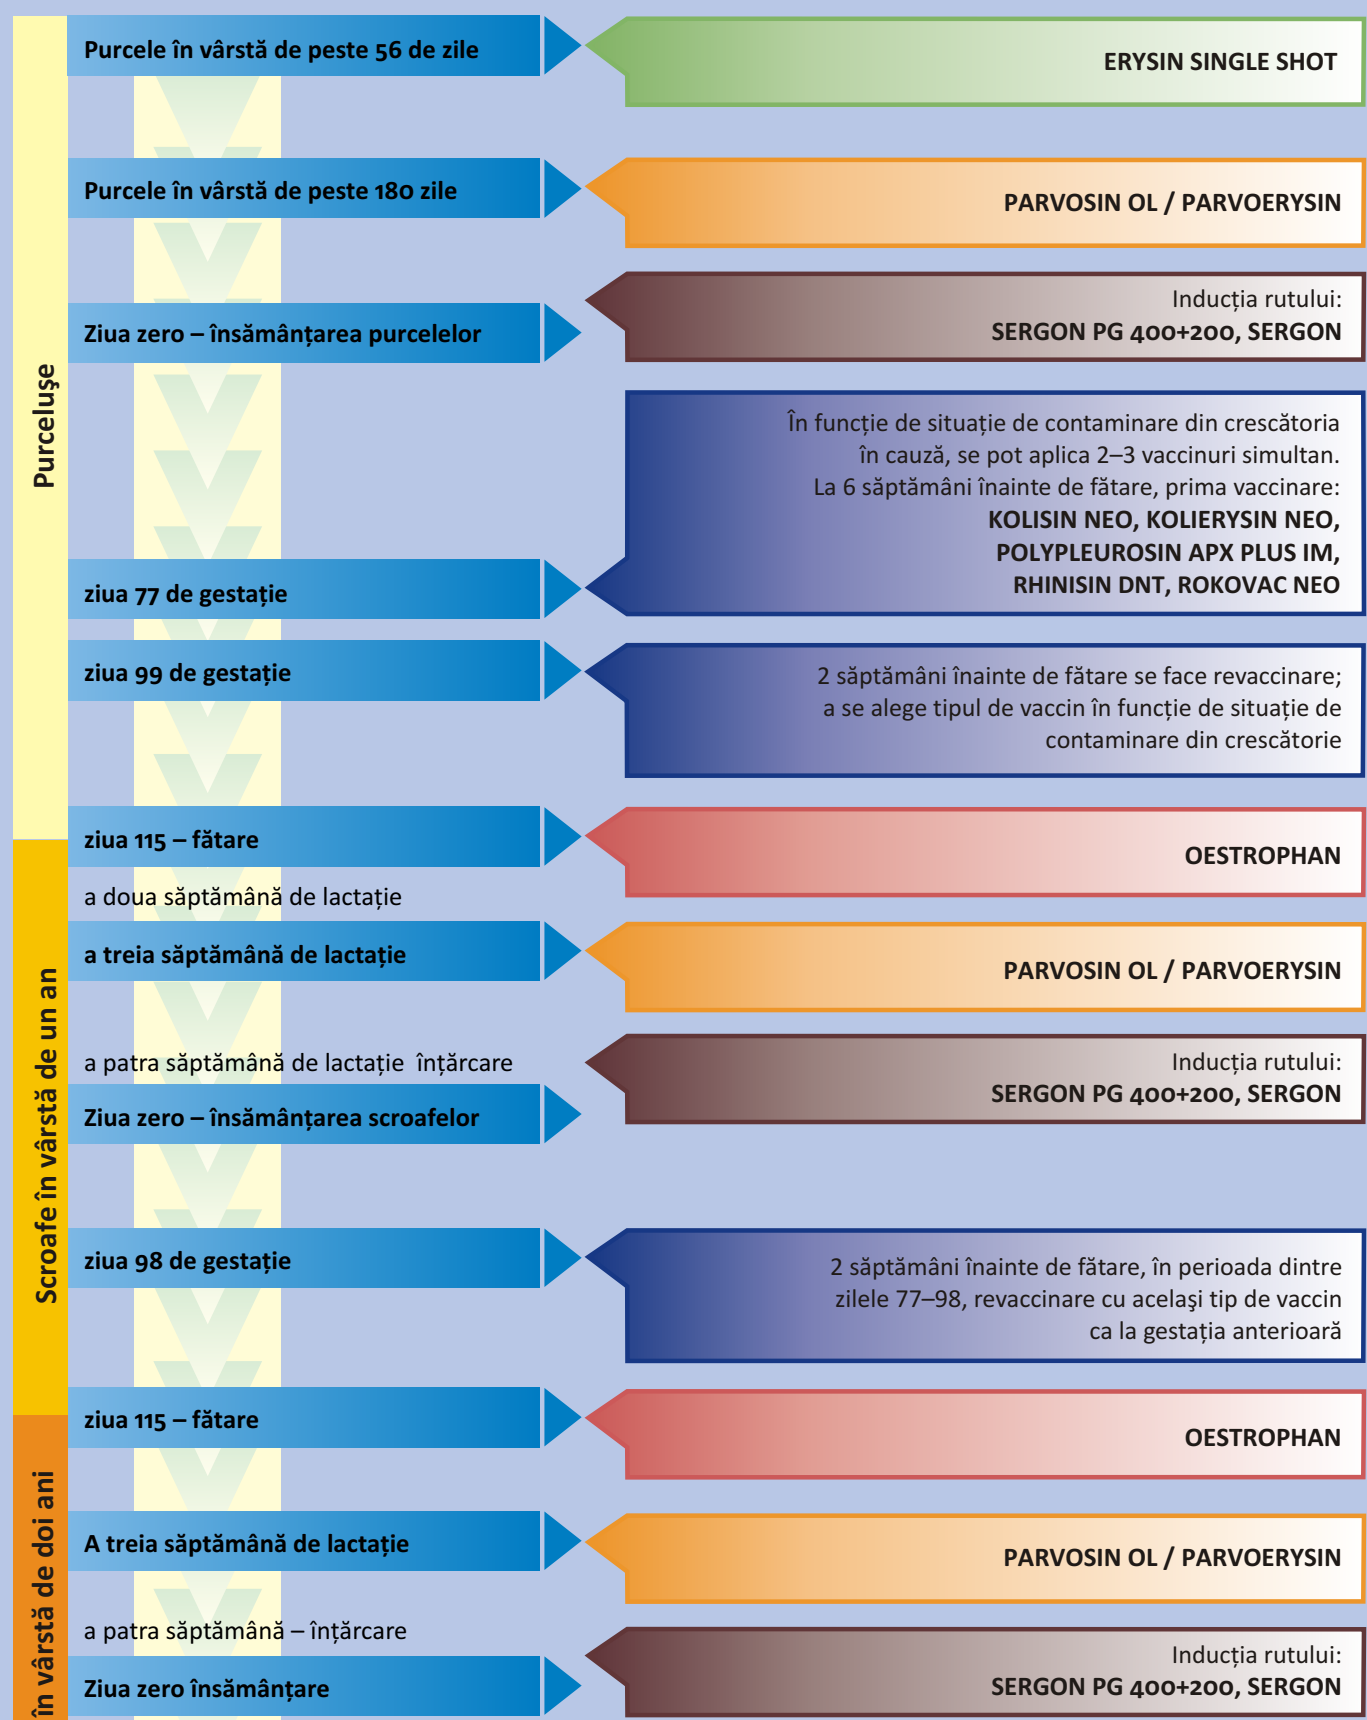 Purceluşe
Purcele în vârstă de peste 56 de zile
ERYSIN SINGLE SHOT
Purcele în vârstă de peste 180 zile
PARVOSIN OL / PARVOERYSIN
Ziua zero – însămânțarea purcelelor
Inducția rutului:
SERGON PG 400+200, SERGON
În funcție de situație de contaminare din crescătoria
în cauză, se pot aplica 2–3 vaccinuri simultan.
La 6 săptămâni înainte de fătare, prima vaccinare:
KOLISIN NEO, KOLIERYSIN NEO,
POLYPLEUROSIN APX PLUS IM,
RHINISIN DNT, ROKOVAC NEO
ziua 77 de gestație
ziua 99 de gestație
2 săptămâni înainte de fătare se face revaccinare;
a se alege tipul de vaccin în funcție de situație de
contaminare din crescătorie
Scroafe în vârstă de un an
ziua 115 – fătare
OESTROPHAN
a doua săptămână de lactație
a treia săptămână de lactație
PARVOSIN OL / PARVOERYSIN
a patra săptămână de lactație înțărcare
Inducția rutului:
SERGON PG 400+200, SERGON
Ziua zero – însămânțarea scroafelor
ziua 98 de gestație
2 săptămâni înainte de fătare, în perioada dintre
zilele 77–98, revaccinare cu acelaşi tip de vaccin
ca la gestația anterioară
în vârstă de doi ani
ziua 115 – fătare
OESTROPHAN
A treia săptămână de lactație
PARVOSIN OL / PARVOERYSIN
a patra săptămână – înțărcare
Inducția rutului:
SERGON PG 400+200, SERGON
Ziua zero însămânțare